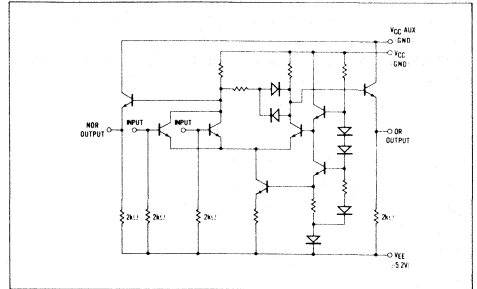 VCC AUX
GND
VCC
GND
NOR
OUTPUT
INPUT
INPUT
OR
OUTPUT
2kΩ
2kΩ
2kΩ
2kΩ
VEE
(-5.2V)